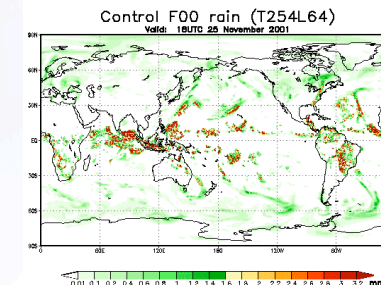 Control F00 rain (T254L64)
Valid: 18UTC 25 November 2001
90N
60N
30N
EQ
30S
60S
90S
0 60E 120E 180 120W 60W
0.01 0.1 0.2 0.4 0.6 0.8 1 1.2 1.4 1.6 1.8 2 2.2 2.4 2.6 2.8 3 3.2